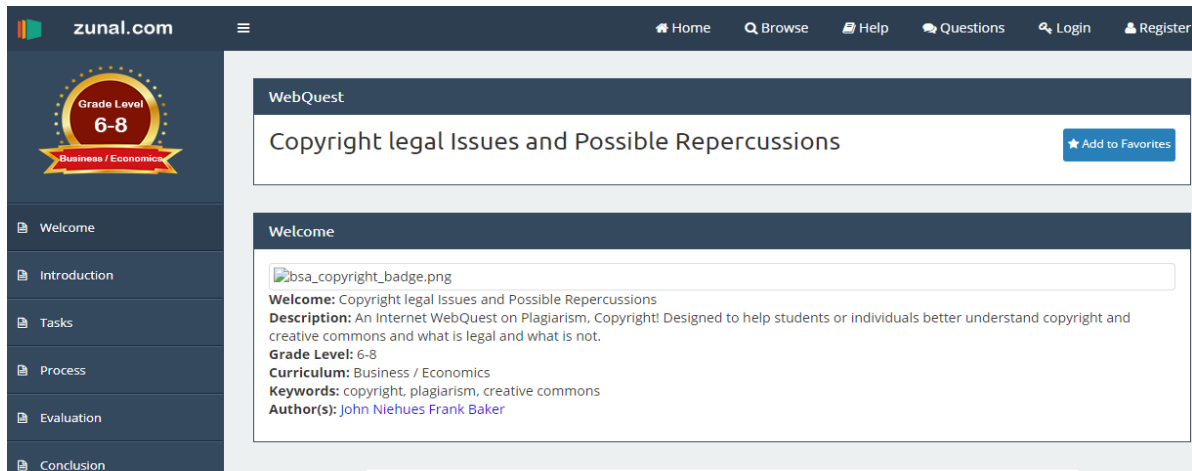 zunal.com
Home Browse Help Questions Login Register
Grade Level
6-8
Business / Economics
Welcome
Introduction
Tasks
Process
Evaluation
Conclusion
WebQuest
Copyright legal Issues and Possible Repercussions
Add to Favorites
Welcome
bsa_copyright_badge.png
Welcome: Copyright legal Issues and Possible Repercussions
Description: An Internet WebQuest on Plagiarism, Copyright! Designed to help students or individuals better understand copyright and
creative commons and what is legal and what is not.
Grade Level: 6-8
Curriculum: Business / Economics
Keywords: copyright, plagiarism, creative commons
Author(s): John Niehues Frank Baker